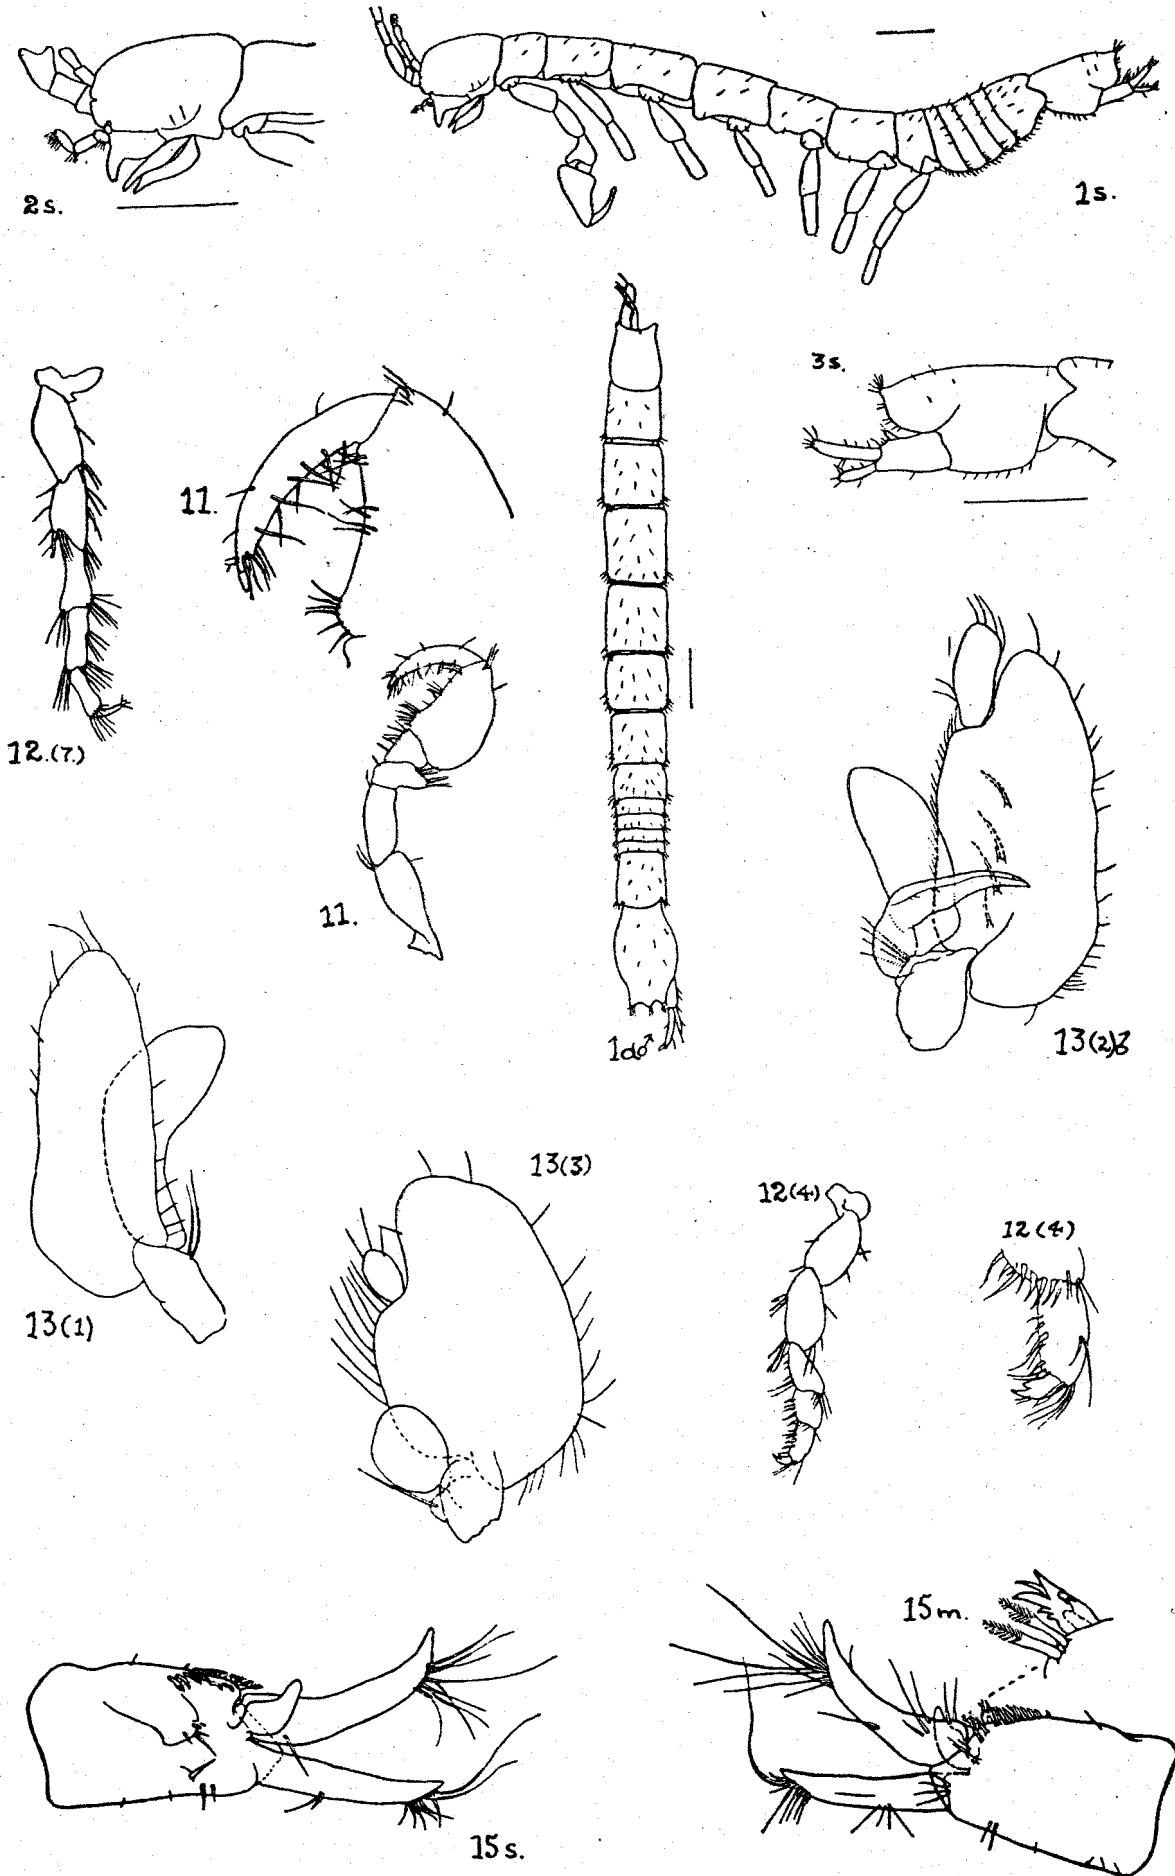 2s.
1s.
3s.
11.
12.(7.)
11.
1d♂
13(2)♂
13(3)
12(4)
12(4)
13(1)
15m.
15s.